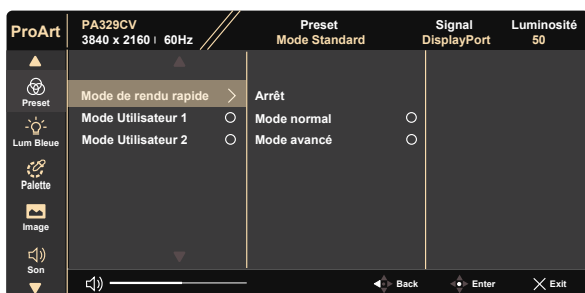 ProArt
PA329CV
3840 x 2160 60Hz
Preset
Mode Standard
Signal
DisplayPort
Luminosité
50
Preset
Lum Bleue
Palette
Image
Son
Mode de rendu rapide
Mode Utilisateur 1
Mode Utilisateur 2
Arrêt
Mode normal
Mode avancé
Back
Enter
Exit